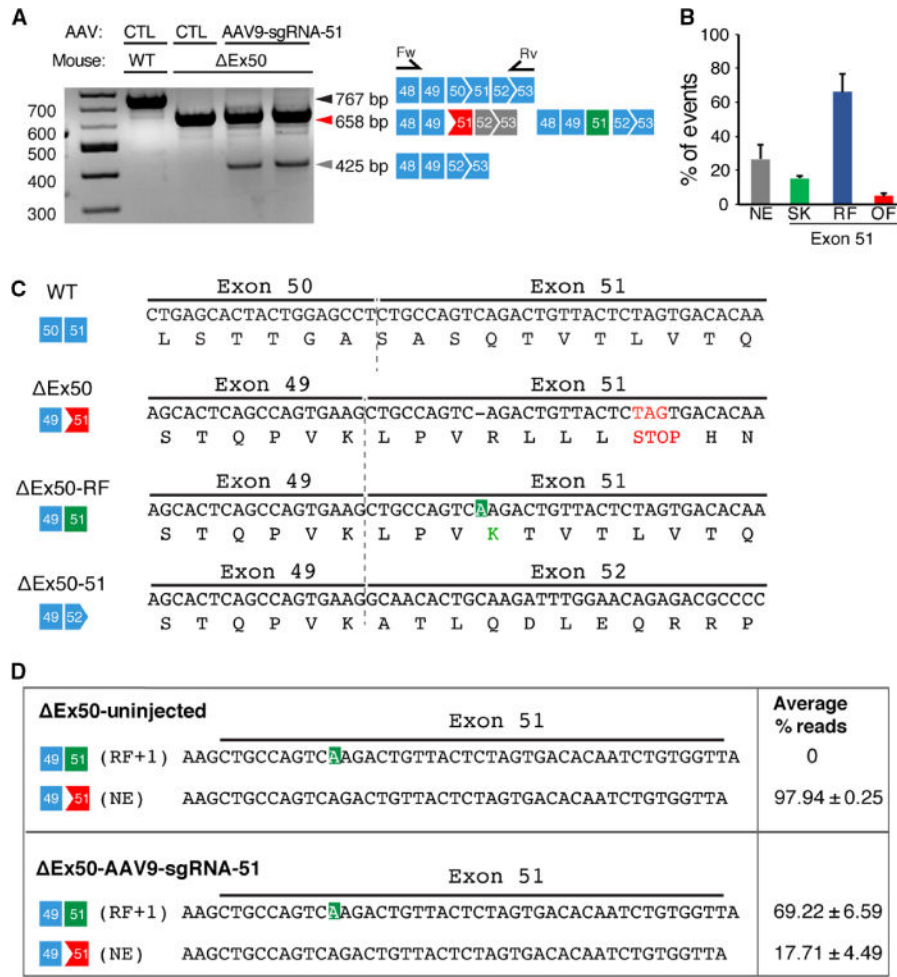 A
AAV: CTL CTL AAV9-sgRNA-51
Mouse: WT ΔEx50
700
600
500
400
300
767 bp
658 bp
425 bp
Fw Rv
48 49 50 51 52 53
48 49 51 52 53 48 49 51 52 53
48 49 52 53
B
% of events
100
80
60
40
20
0
NE SK RF OF
Exon 51
C
WT
50 51
Exon 50 Exon 51
CTGAGCACTACTGGAGCCTCTGCCAGTCAGACTGTTACTCTAGTGACACAA
L S T T G A S A S Q T V T L V T Q
ΔEx50
49 51
Exon 49 Exon 51
AGCACTCAGCCAGTGAAGCTGCCAGTC-AGACTGTTACTCTAGTGACACAA
S T Q P V K L P V R L L L STOP H N
ΔEx50-RF
49 51
Exon 49 Exon 51
AGCACTCAGCCAGTGAAGCTGCCAGTCAAGACTGTTACTCTAGTGACACAA
S T Q P V K L P V K T V T L V T Q
ΔEx50-51
49 52
Exon 49 Exon 52
AGCACTCAGCCAGTGAAGGCAACACTGCAAGATTTGGAACAGAGACGCCCC
S T Q P V K A T L Q D L E Q R R P
D
ΔEx50-uninjected Average % reads
Exon 51
49 51 (RF+1) AAGCTGCCAGTCAAGACTGTTACTCTAGTGACACAATCTGTGGTTA 0
49 51 (NE) AAGCTGCCAGTCAGACTGTTACTCTAGTGACACAATCTGTGGTTA 97.94 ± 0.25
ΔEx50-AAV9-sgRNA-51
Exon 51
49 51 (RF+1) AAGCTGCCAGTCAAGACTGTTACTCTAGTGACACAATCTGTGGTTA 69.22 ± 6.59
49 51 (NE) AAGCTGCCAGTCAGACTGTTACTCTAGTGACACAATCTGTGGTTA 17.71 ± 4.49